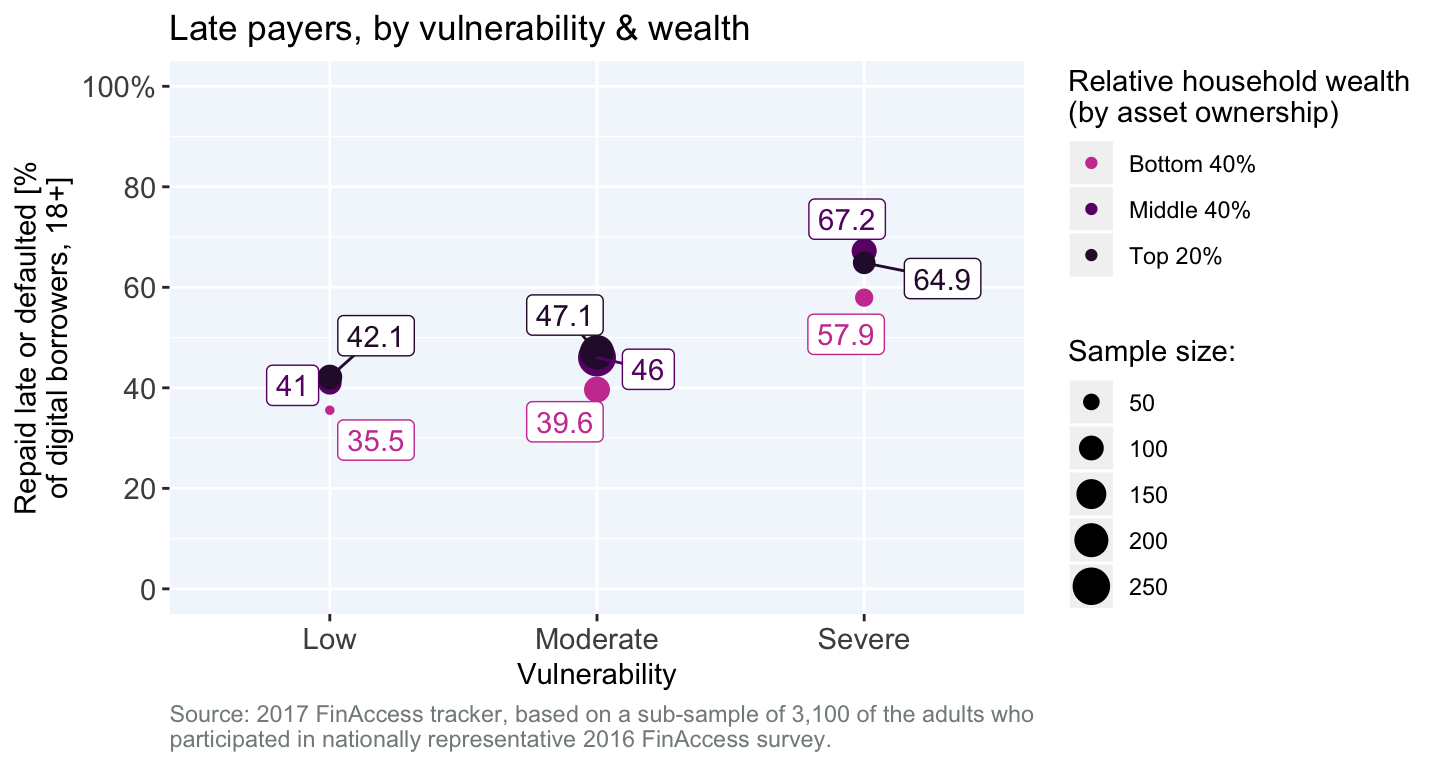 Late payers, by vulnerability & wealth
Repaid late or defaulted [%
of digital borrowers, 18+]
100%
80
60
40
20
0
42.1
41
35.5
47.1
46
39.6
67.2
64.9
57.9
Low
Moderate
Severe
Vulnerability
Relative household wealth
(by asset ownership)
Bottom 40%
Middle 40%
Top 20%
Sample size:
50
100
150
200
250
Source: 2017 FinAccess tracker, based on a sub-sample of 3,100 of the adults who
participated in nationally representative 2016 FinAccess survey.